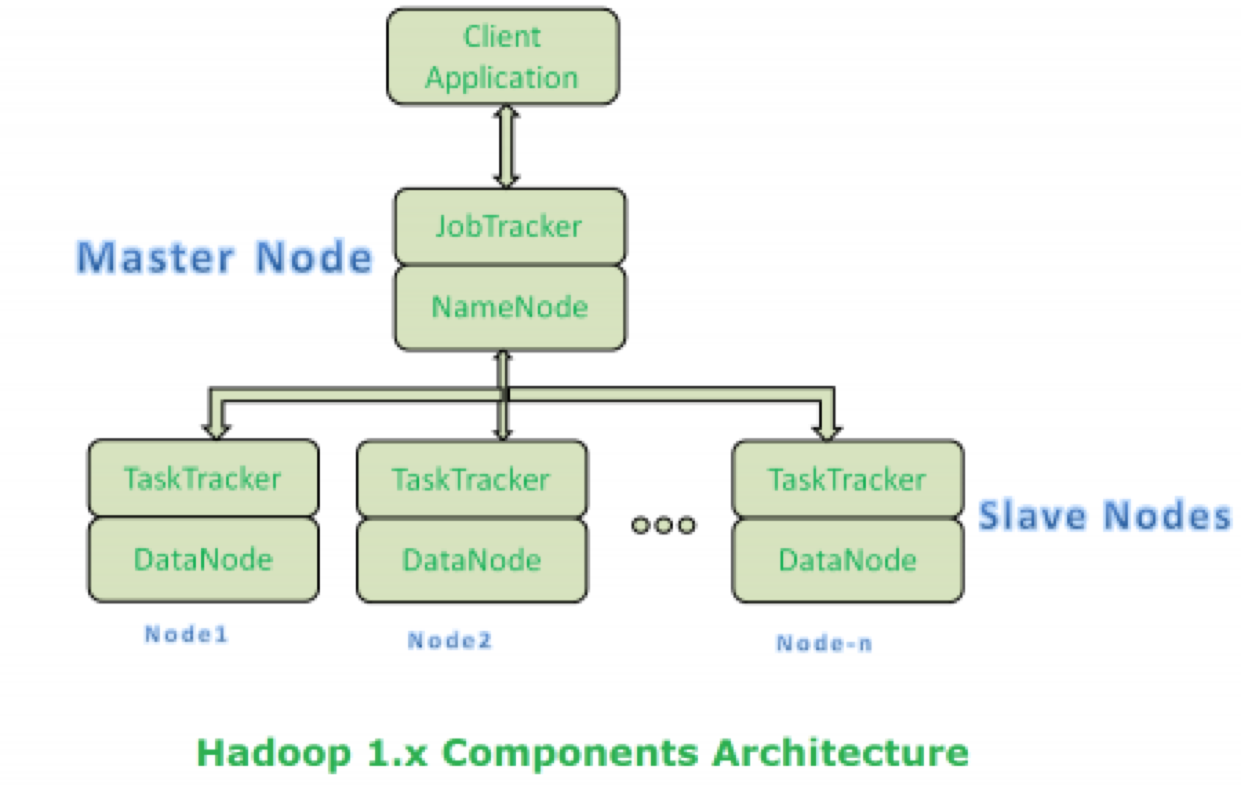 Client
Application
JobTracker
Master Node
NameNode
TaskTracker
TaskTracker
TaskTracker
Slave Nodes
DataNode
DataNode
DataNode
Node1
Node2
Node-n
Hadoop 1.x Components Architecture